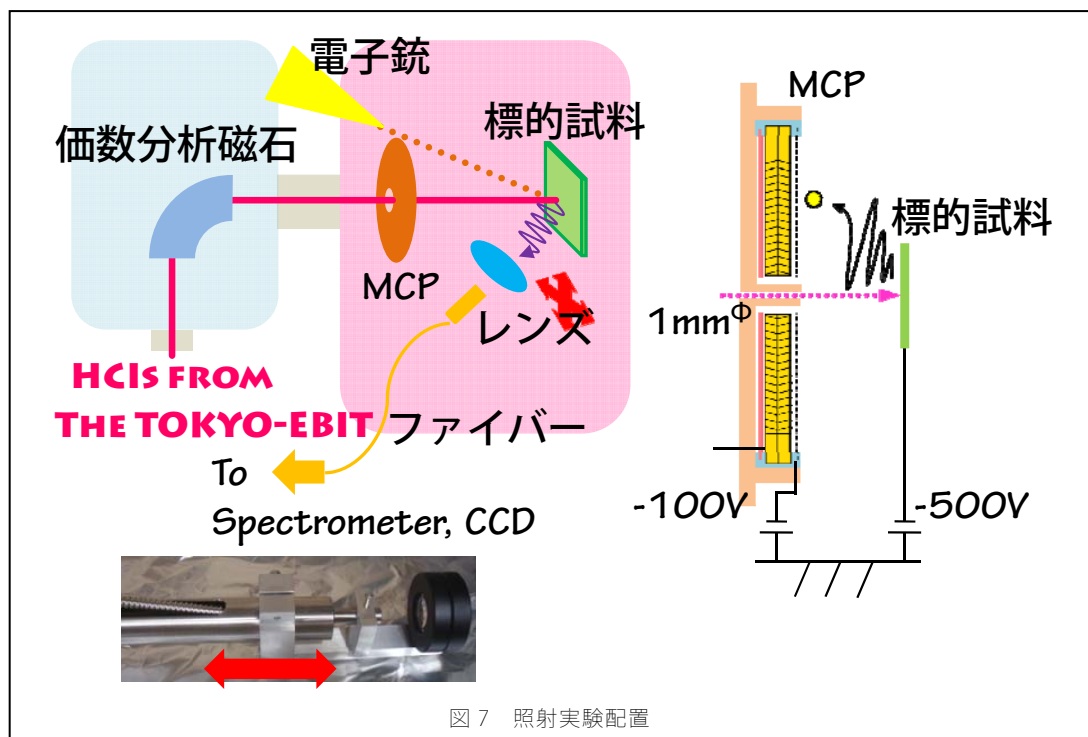 電子銃
価数分析磁石
標的試料
MCP
レンズ
HCIS FROM
THE TOKYO-EBIT
ファイバー
To
Spectrometer, CCD
MCP
標的試料
1mmΦ
-100V
-500V
図 7 照射実験配置